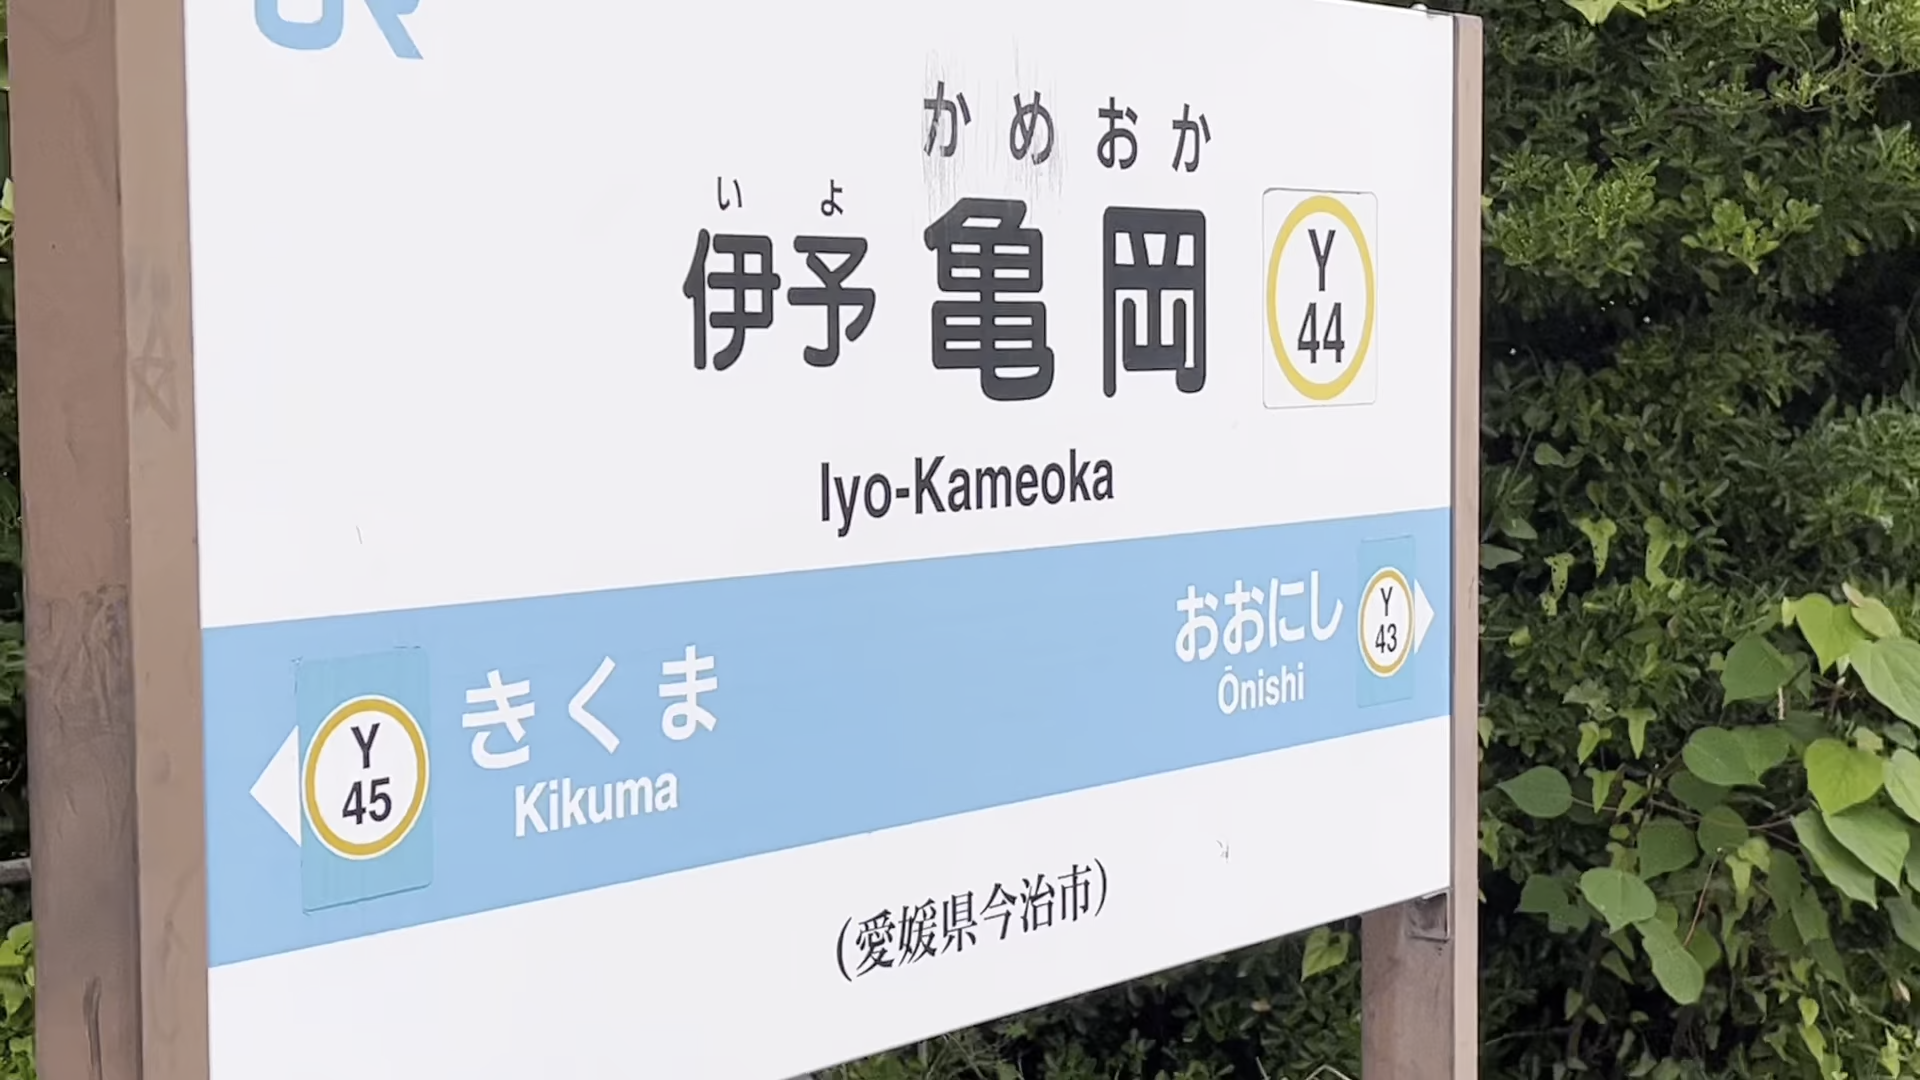 JR
かめおか
いよ
伊予亀岡
Y
44
Iyo-Kameoka
おおにし
Ōnishi
Y
43
Y
45
きくま
Kikuma
(愛媛県今治市)